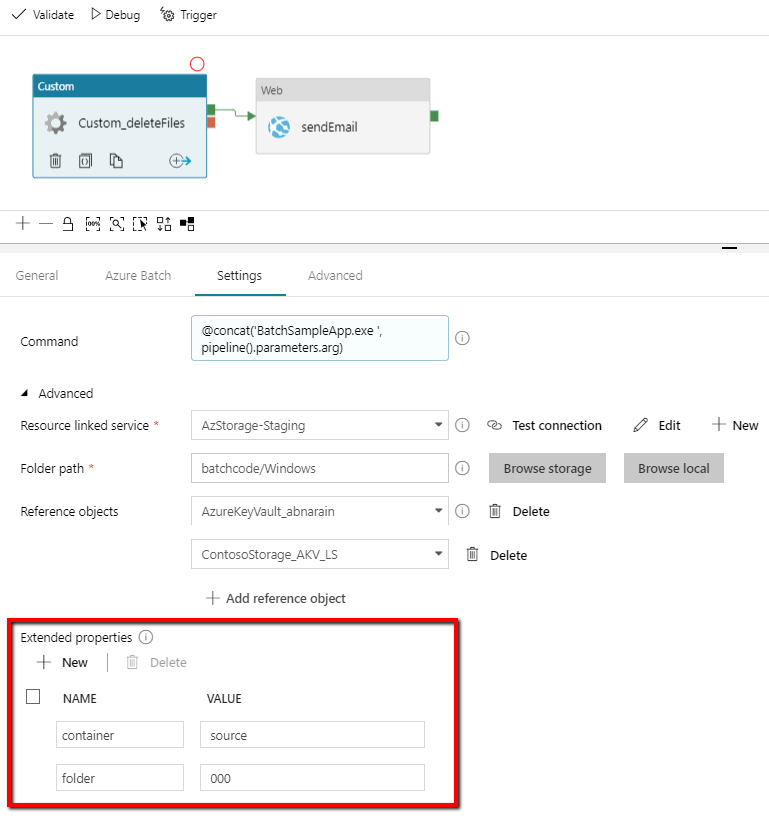 Validate Debug Trigger
Custom
Custom_deleteFiles
Web
sendEmail
100%
General Azure Batch Settings Advanced
Command
@concat('BatchSampleApp.exe ',
pipeline().parameters.arg)
Advanced
Resource linked service * AzStorage-Staging Test connection Edit New
Folder path * batchcode/Windows Browse storage Browse local
Reference objects AzureKeyVault_abnarain Delete
ContosoStorage_AKV_LS Delete
Add reference object
Extended properties
New Delete
NAME VALUE
container source
folder 000